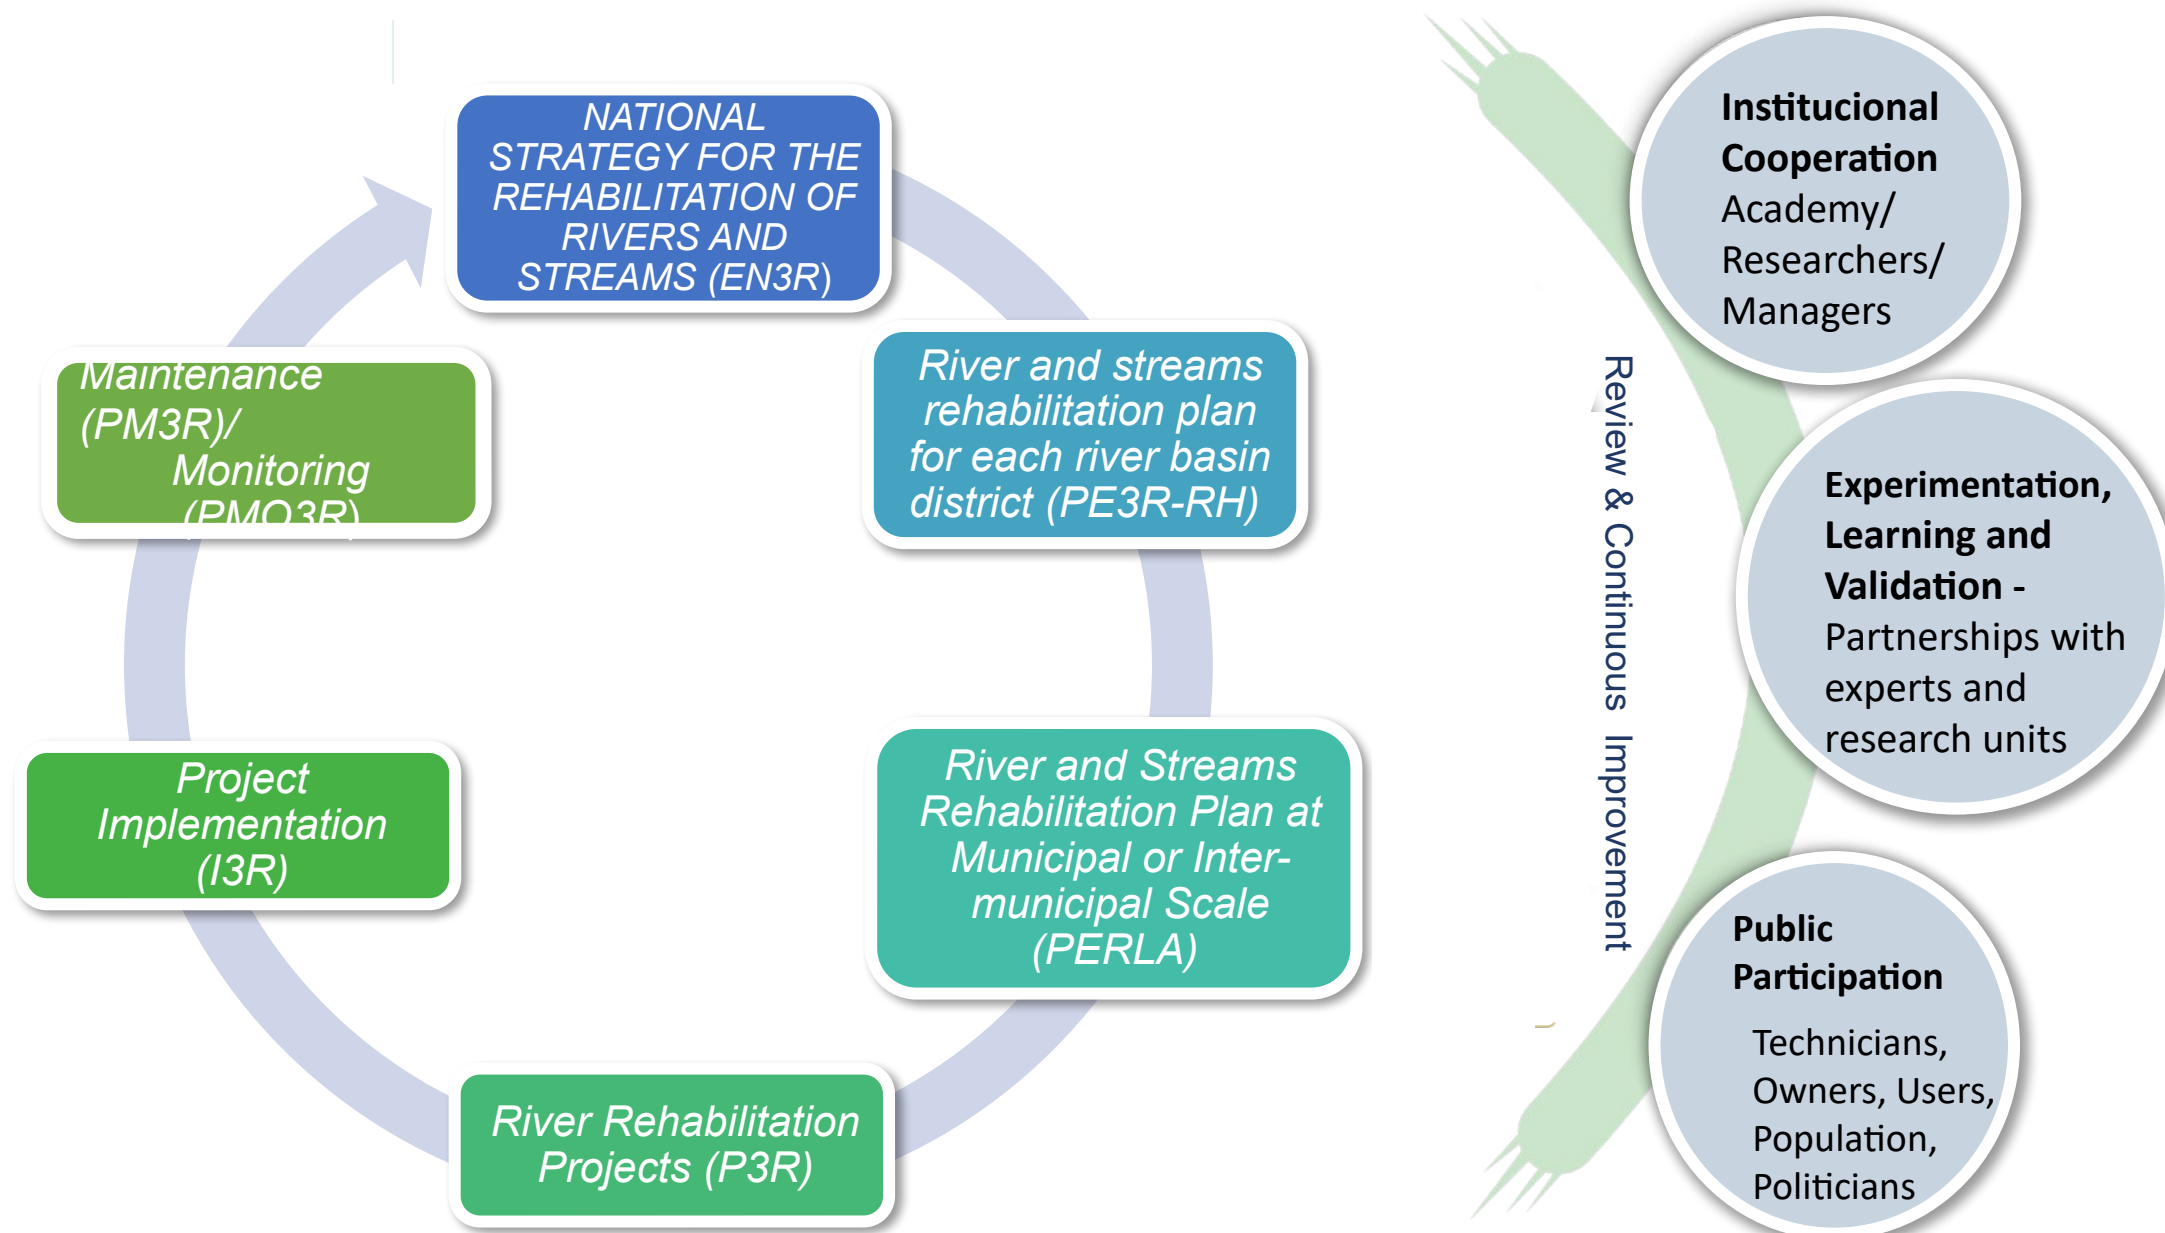 NATIONAL
STRATEGY FOR THE
REHABILITATION OF
RIVERS AND
STREAMS (EN3R)
River and streams
rehabilitation plan
for each river basin
district (PE3R-RH)
River and Streams
Rehabilitation Plan at
Municipal or Inter-
municipal Scale
(PERLA)
River Rehabilitation
Projects (P3R)
Project
Implementation
(I3R)
Maintenance
(PM3R)/
Monitoring
(PMO3R)
Review & Continuous Improvement
Institucional
Cooperation
Academy/
Researchers/
Managers
Experimentation,
Learning and
Validation -
Partnerships with
experts and
research units
Public
Participation
Technicians,
Owners, Users,
Population,
Politicians